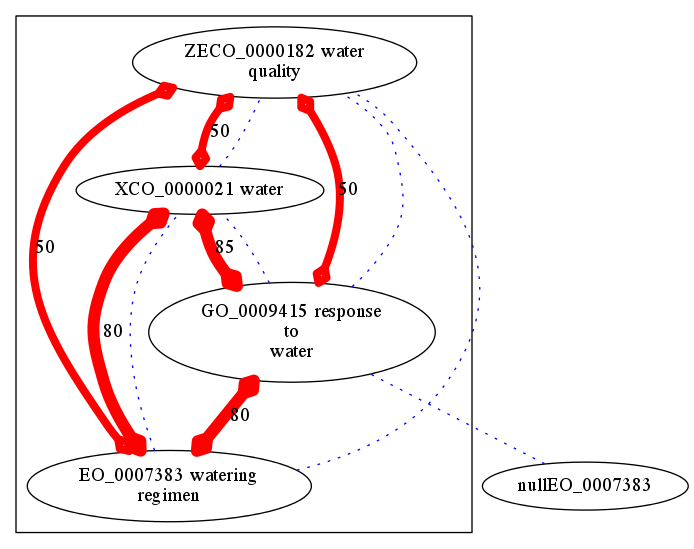 ZECO_0000182 water
quality
50
XCO_0000021 water
50
50
85
GO_0009415 response
to
water
80
80
EO_0007383 watering
regimen
nullEO_0007383